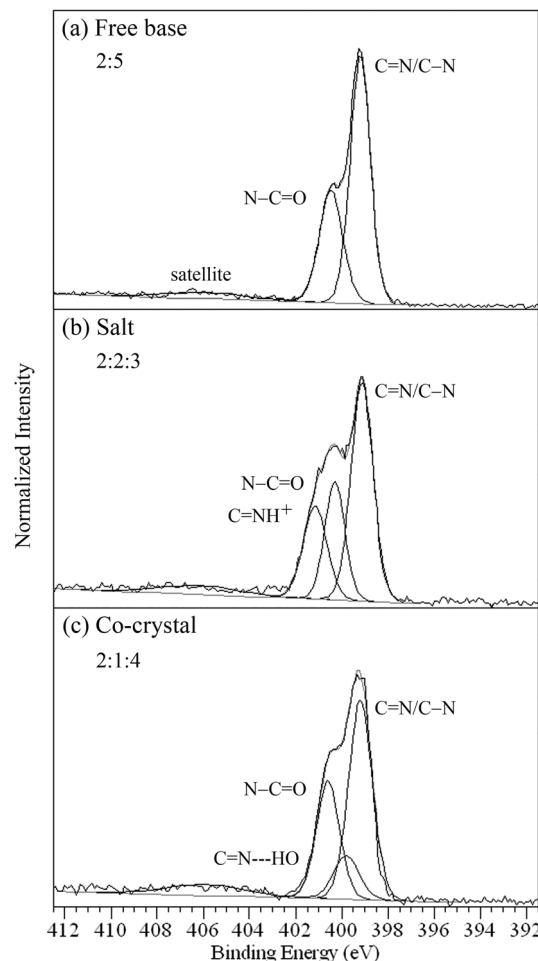 (a) Free base
2:5
C=N/C–N
N–C=O
satellite
(b) Salt
2:2:3
C=N/C–N
N–C=O
C=NH⁺
(c) Co-crystal
2:1:4
C=N/C–N
N–C=O
C=N---HO
Normalized Intensity
412 410 408 406 404 402 400 398 396 394 392
Binding Energy (eV)